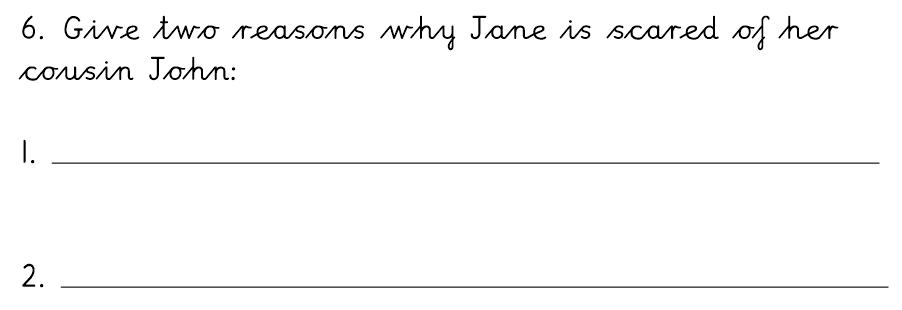 6. Give two reasons why Jane is scared of her
cousin John:
1.
2.